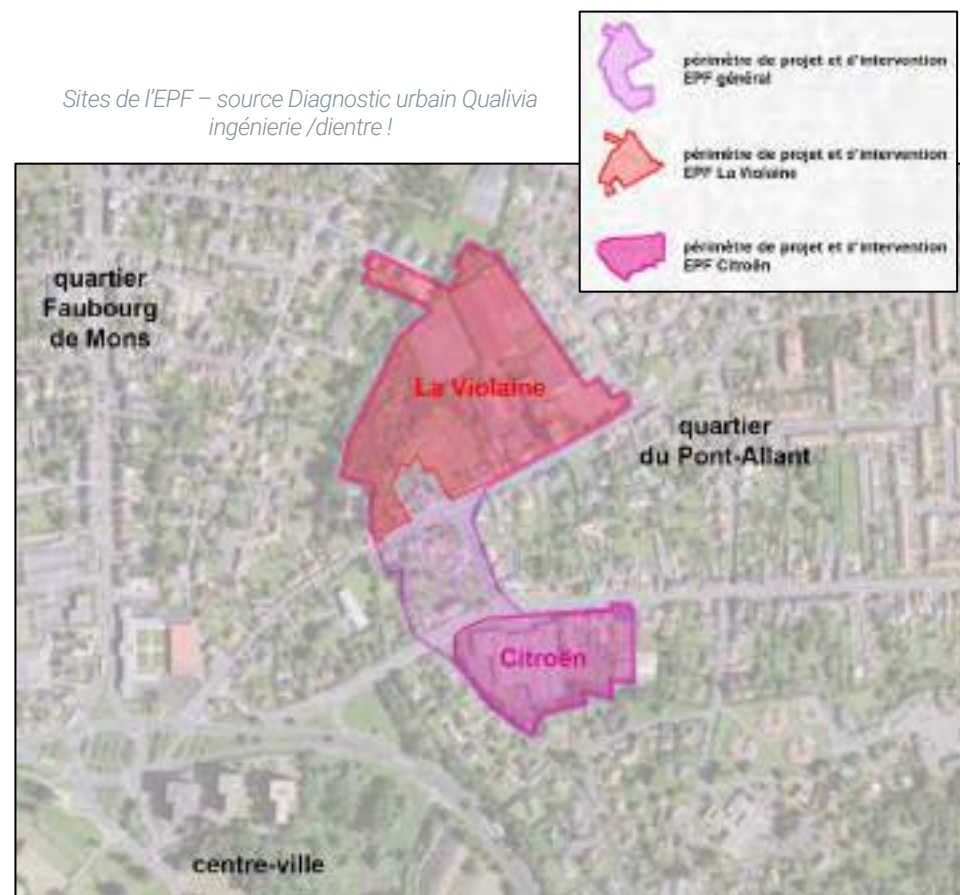 Sites de l'EPF – source Diagnostic urbain Qualivia
ingénierie /dientre !
périmètre de projet et d'intervention
EPF général
périmètre de projet et d'intervention
EPF La Violaine
périmètre de projet et d'intervention
EPF Citroën
quartier
Faubourg
de Mons
La Violaine
quartier
du Pont-Allant
Citroën
centre-ville